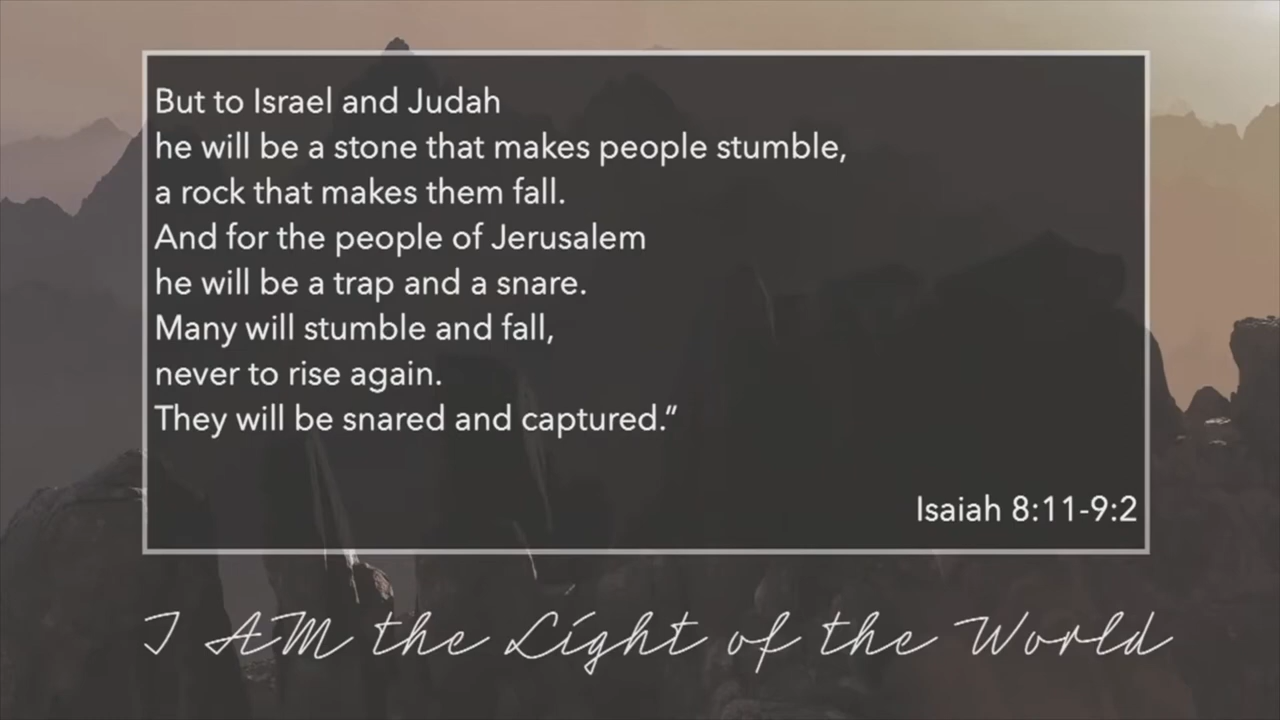 But to Israel and Judah
he will be a stone that makes people stumble,
a rock that makes them fall.
And for the people of Jerusalem
he will be a trap and a snare.
Many will stumble and fall,
never to rise again.
They will be snared and captured.”
Isaiah 8:11-9:2
I AM the Light of the World